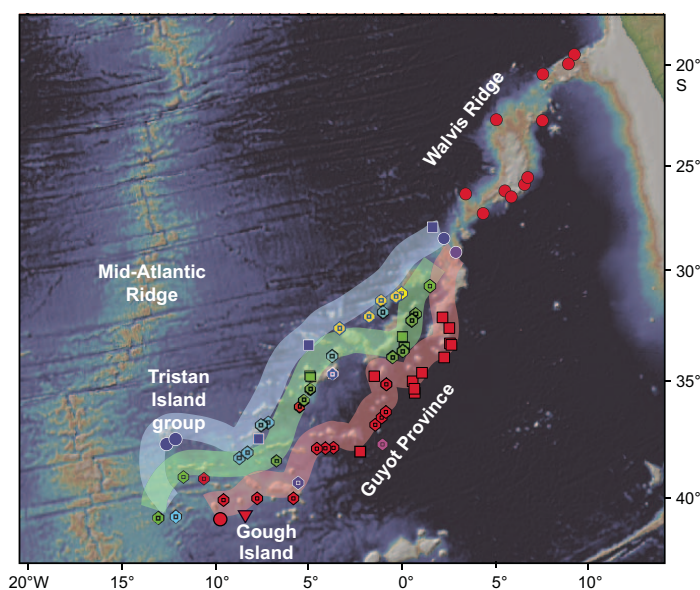 20°
S
Walvis Ridge
25°
30°
Mid-Atlantic
Ridge
Tristan
Island
group
35°
Guyot Province
40°
Gough
Island
20°W
15°
10°
5°
0°
5°
10°